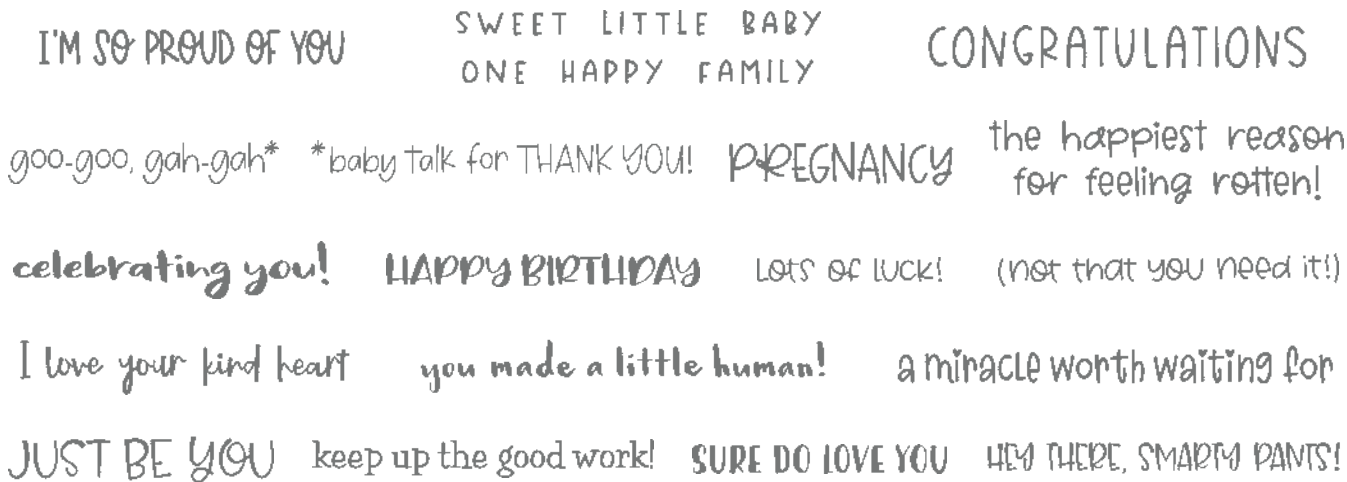 I'M SO PROUD OF YOU
SWEET LITTLE BABY
ONE HAPPY FAMILY
CONGRATULATIONS
goo-goo, gah-gah*
*baby talk for THANK YOU!
PREGNANCY
the happiest reason
for feeling rotten!
celebrating you!
HAPPY BIRTHDAY
LOTS OF LUCK!
(not that you need it!)
I love your kind heart
you made a little human!
a miracle worth waiting for
JUST BE YOU
keep up the good work!
SURE DO LOVE YOU
HEY THERE, SMARTY PANTS!